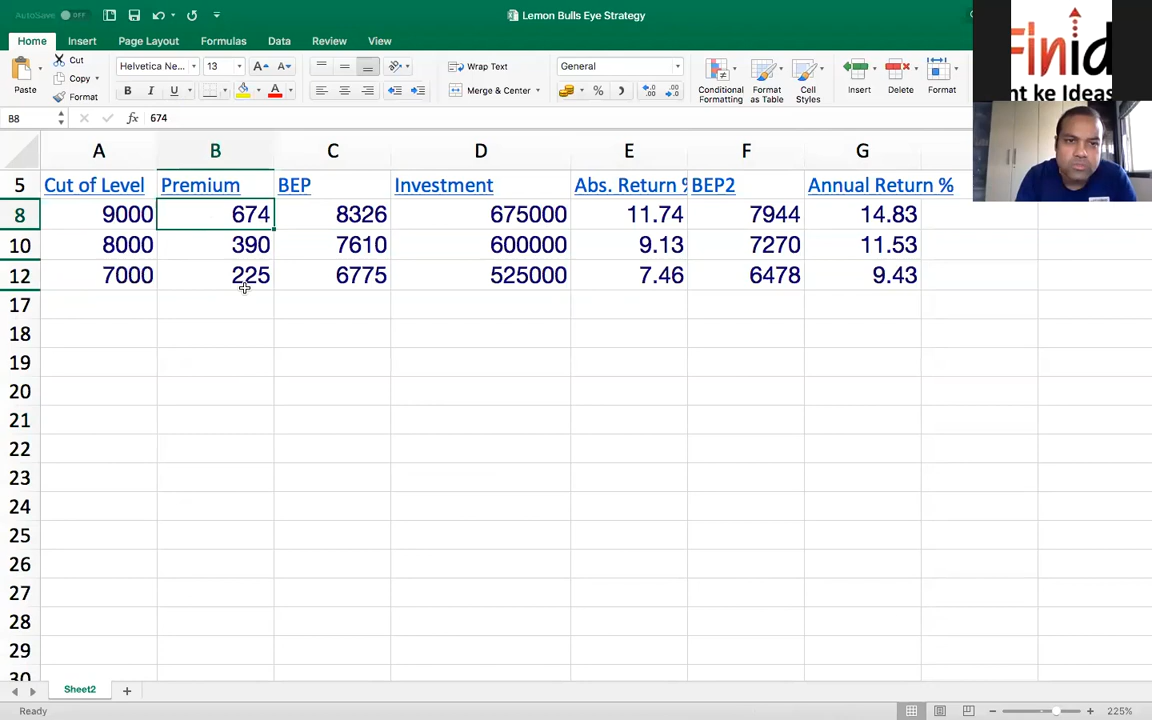 AutoSave OFF Lemon Bulls Eye Strategy
Home Insert Page Layout Formulas Data Review View
Paste
Cut
Copy
Format
Helvetica Ne... 13 A A
B I U A
Wrap Text
Merge & Center
General
%
Conditional Formatting
Format as Table
Cell Styles
Insert
Delete
Format
Finid
nt ke Ideas
B8 fx 674
A B C D E F G
5 Cut of Level Premium BEP Investment Abs. Return % BEP2 Annual Return %
8 9000 674 8326 675000 11.74 7944 14.83
10 8000 390 7610 600000 9.13 7270 11.53
12 7000 225 6775 525000 7.46 6478 9.43
17
18
19
20
21
22
23
24
25
26
27
28
29
30
Sheet2
Ready 225%